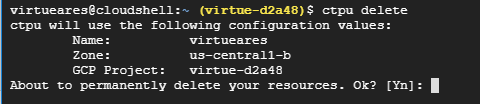 virtueares@cloudshell:~ (virtue-d2a48)$ ctpu delete
ctpu will use the following configuration values:
Name: virtueares
Zone: us-central1-b
GCP Project: virtue-d2a48
About to permanently delete your resources. Ok? [Yn]: